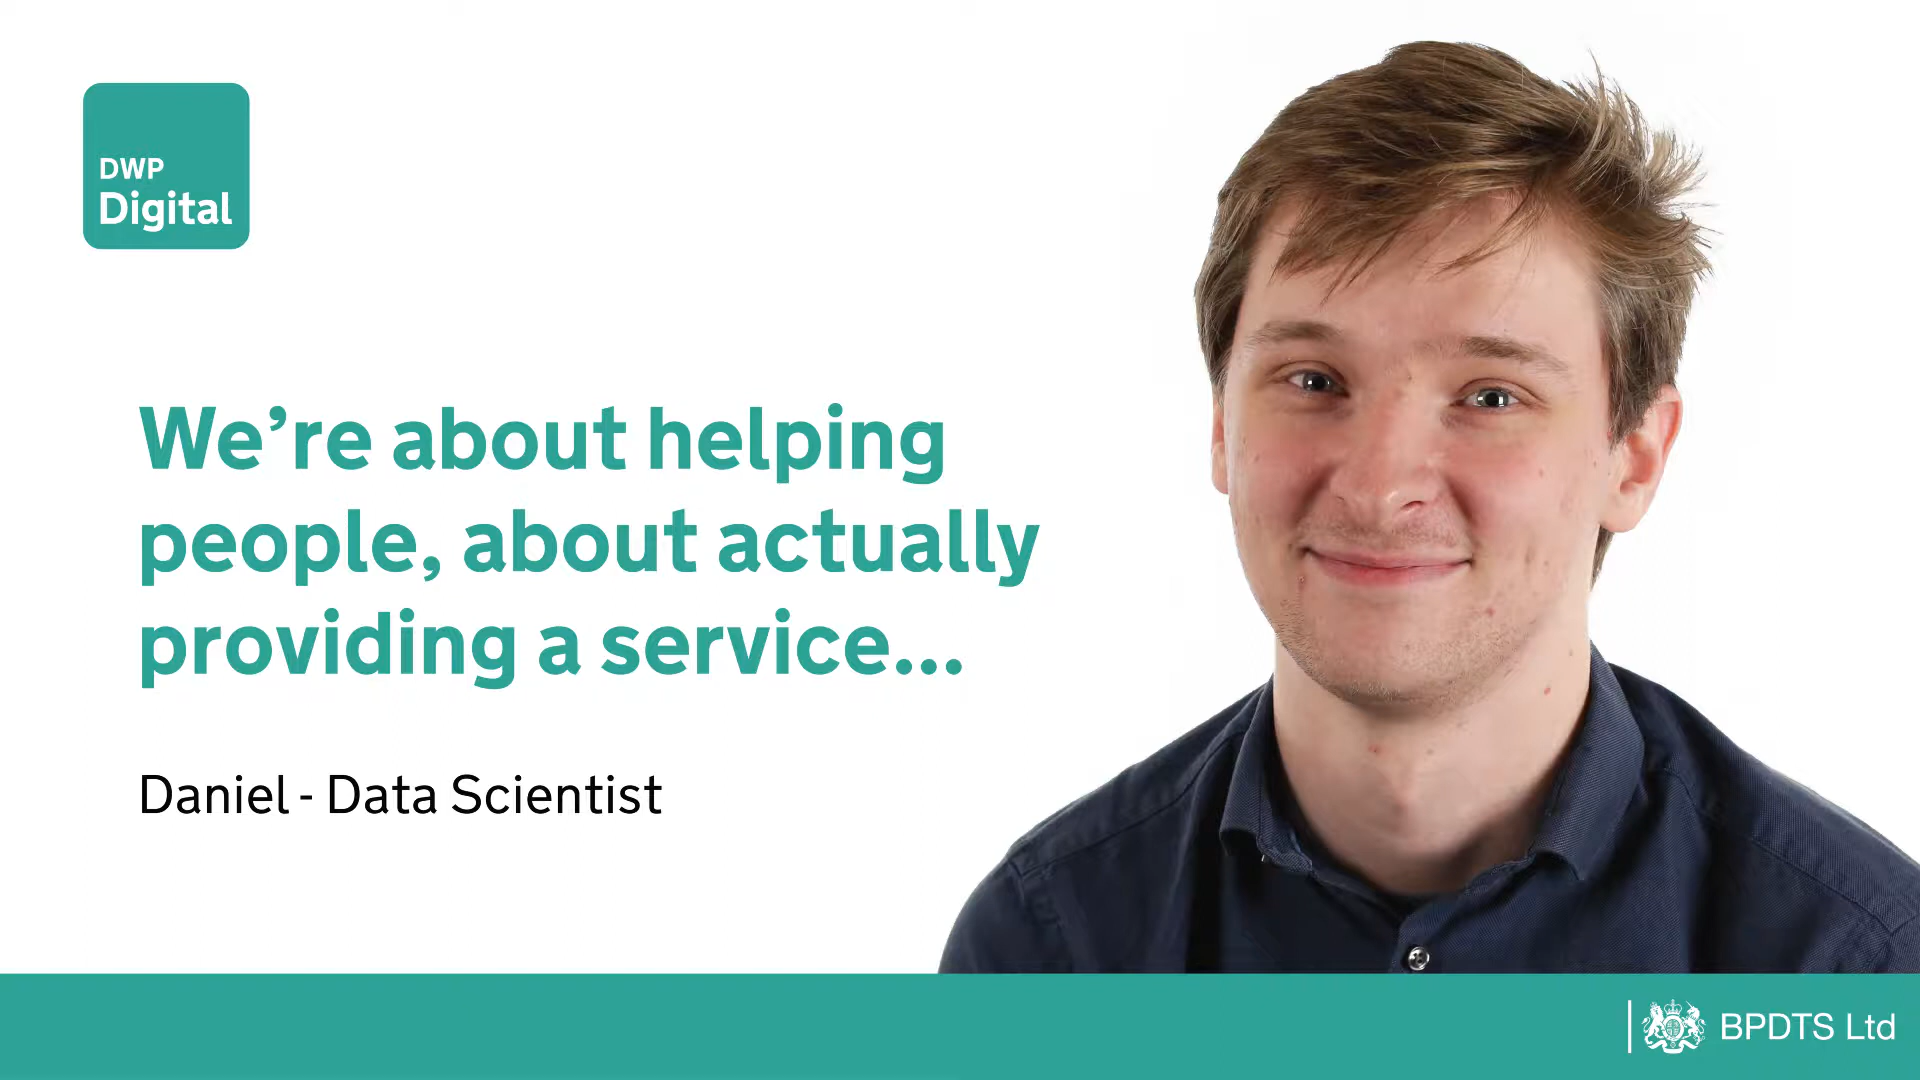 DWP
Digital
We’re about helping
people, about actually
providing a service...
Daniel - Data Scientist
BPDTS Ltd